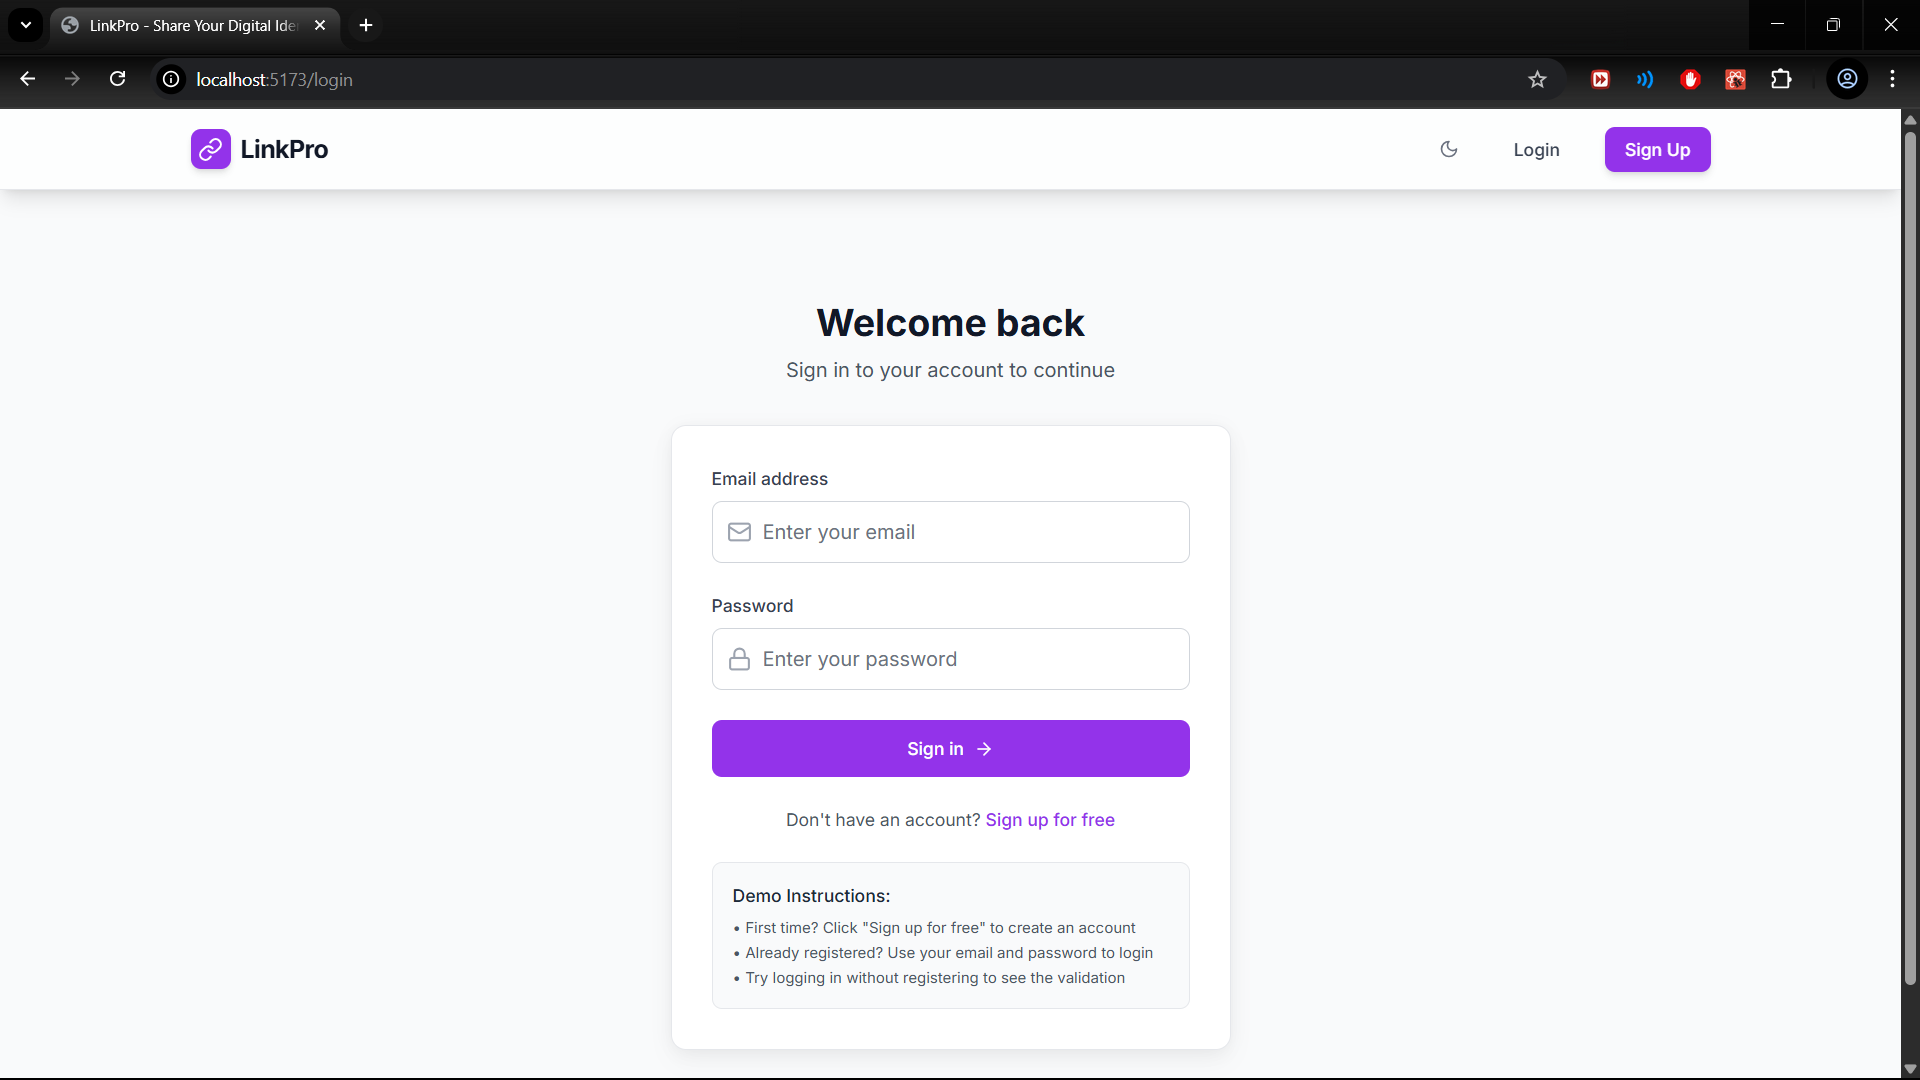 LinkPro - Share Your Digital Ide
localhost:5173/login
LinkPro
Login
Sign Up
Welcome back
Sign in to your account to continue
Email address
Enter your email
Password
Enter your password
Sign in
Don't have an account? Sign up for free
Demo Instructions:
• First time? Click "Sign up for free" to create an account
• Already registered? Use your email and password to login
• Try logging in without registering to see the validation